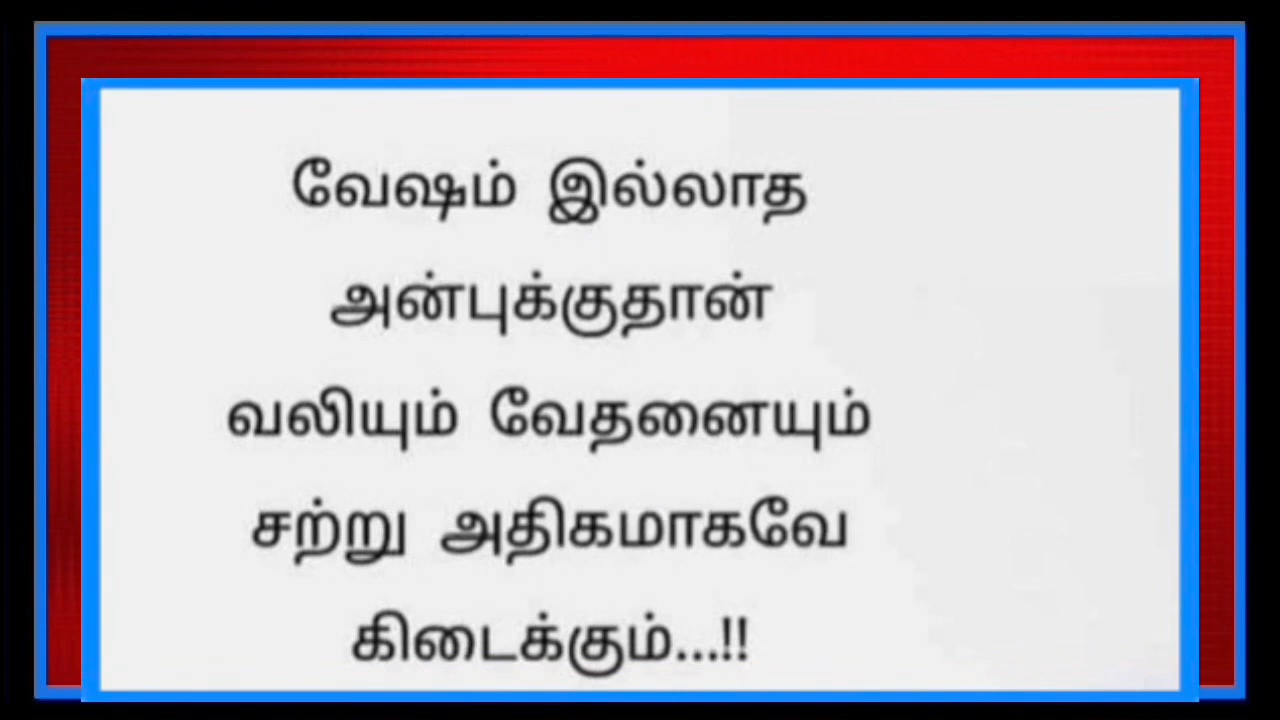 வேஷம் இல்லாத
அன்புக்குதான்
வலியும் வேதனையும்
சற்று அதிகமாகவே
கிடைக்கும்...!!